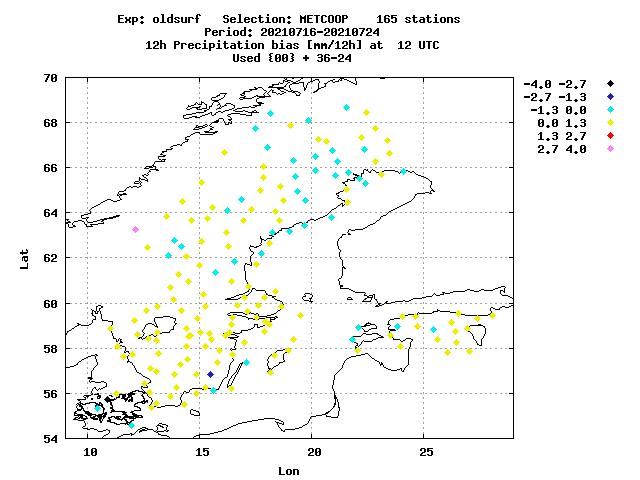 Exp: oldsurf   Selection: METCOOP    165 stations
Period: 20210716-20210724
12h Precipitation bias [mm/12h] at  12 UTC
Used {00} + 36-24
-4.0 -2.7
-2.7 -1.3
-1.3 0.0
0.0 1.3
1.3 2.7
2.7 4.0
70
68
66
64
62
60
58
56
54
Lat
10 15 20 25
Lon